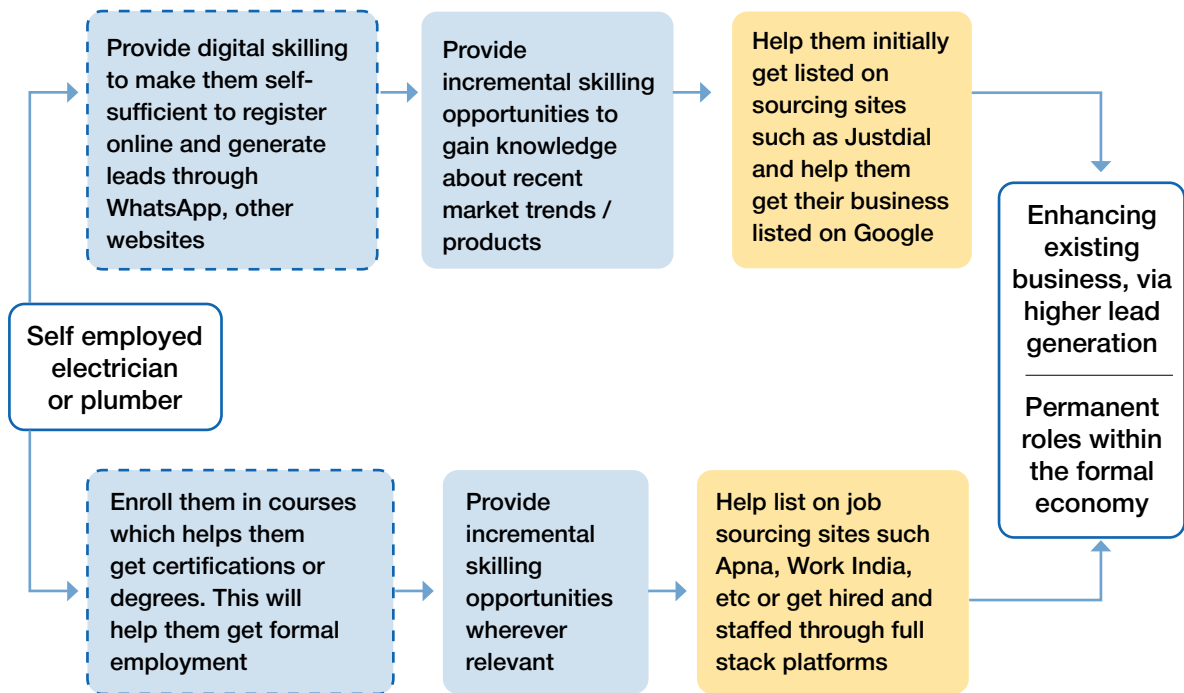 Provide digital skilling
to make them self-
sufficient to register
online and generate
leads through
WhatsApp, other
websites
Provide
incremental skilling
opportunities to
gain knowledge
about recent
market trends /
products
Help them initially
get listed on
sourcing sites
such as Justdial
and help them
get their business
listed on Google
Self employed
electrician
or plumber
Enhancing
existing
business, via
higher lead
generation
Permanent
roles within
the formal
economy
Enroll them in courses
which helps them
get certifications or
degrees. This will
help them get formal
employment
Provide
incremental
skilling
opportunities
wherever
relevant
Help list on job
sourcing sites such
Apna, Work India,
etc or get hired and
staffed through full
stack platforms